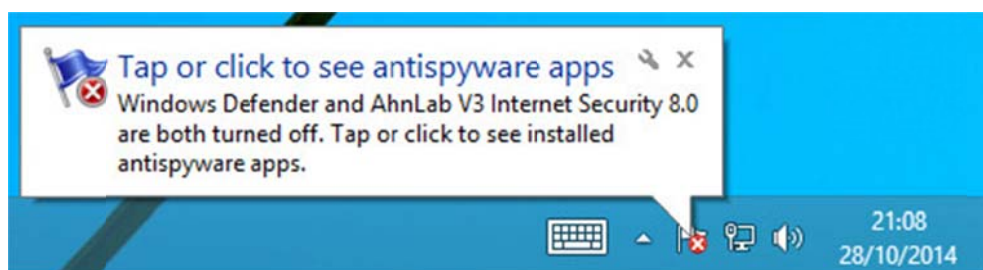 Tap or click to see antispyware apps
Windows Defender and AhnLab V3 Internet Security 8.0
are both turned off. Tap or click to see installed
antispyware apps.
21:08
28/10/2014